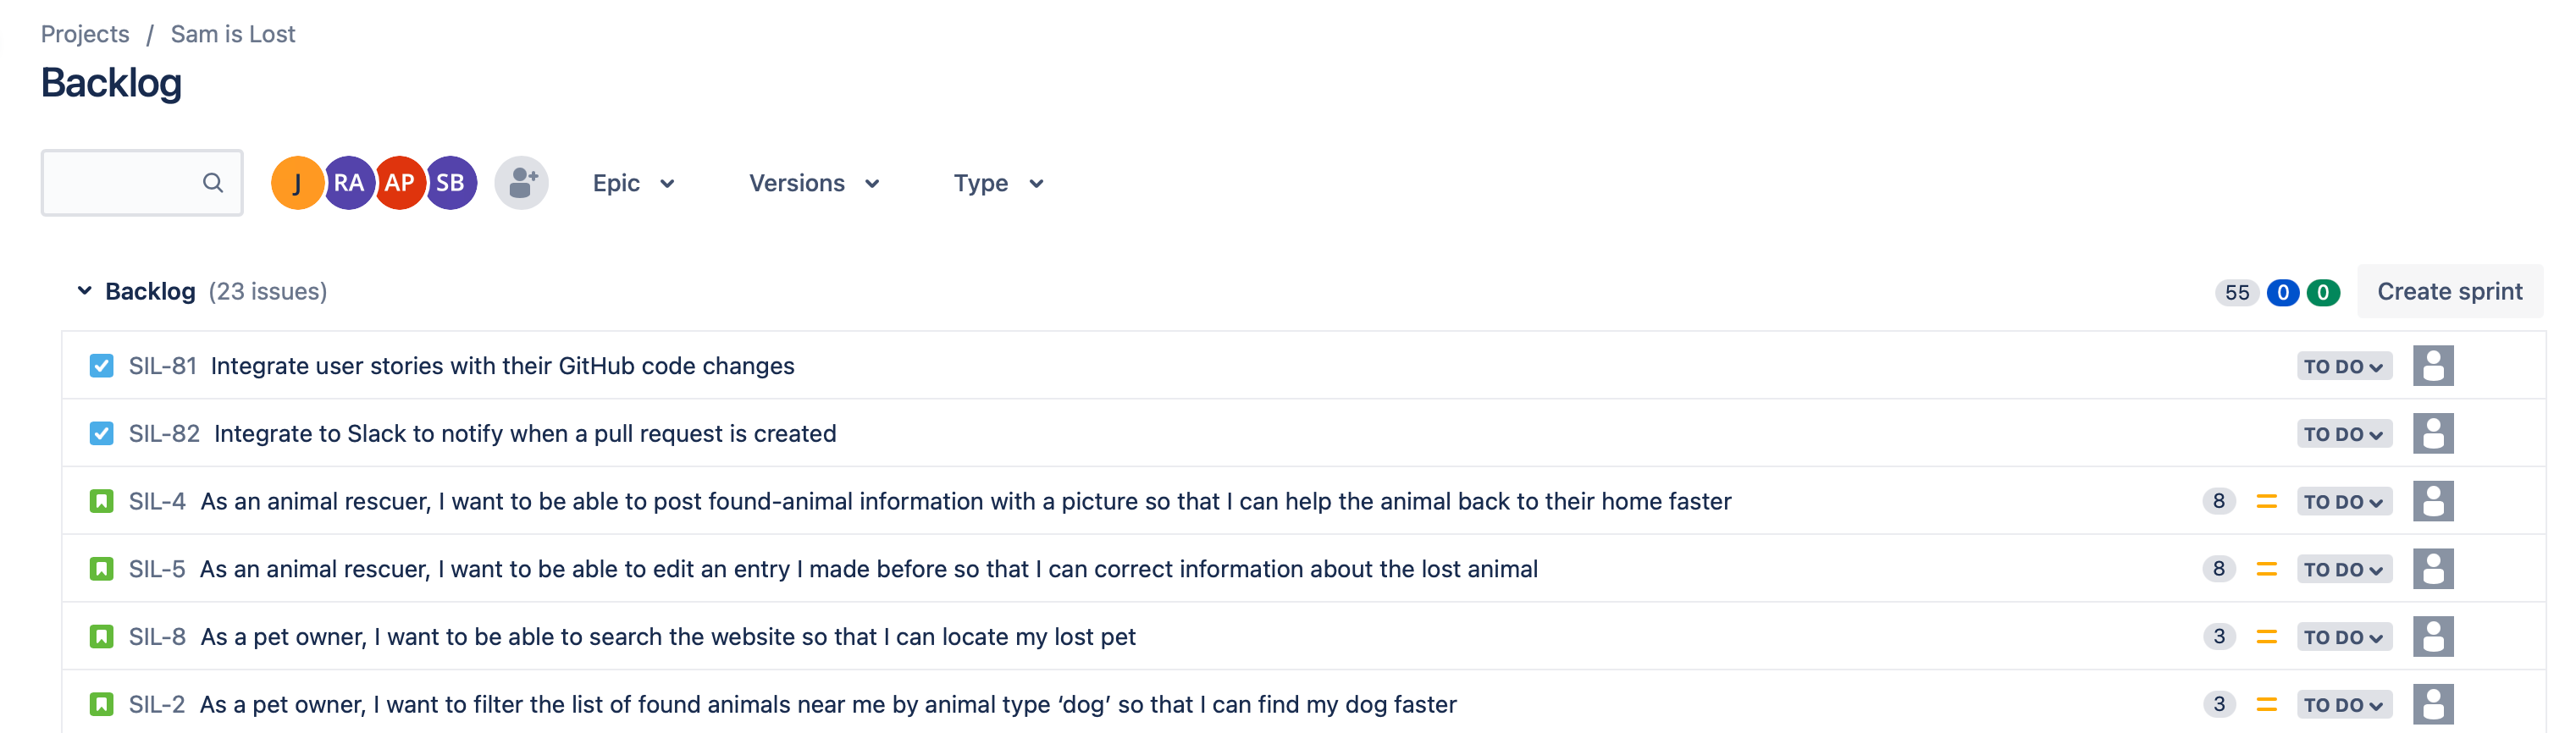 Projects / Sam is Lost
Backlog
J RA AP SB Epic Versions Type
Backlog (23 issues) 55 0 0 Create sprint
SIL-81 Integrate user stories with their GitHub code changes TO DO
SIL-82 Integrate to Slack to notify when a pull request is created TO DO
SIL-4 As an animal rescuer, I want to be able to post found-animal information with a picture so that I can help the animal back to their home faster 8 TO DO
SIL-5 As an animal rescuer, I want to be able to edit an entry I made before so that I can correct information about the lost animal 8 TO DO
SIL-8 As a pet owner, I want to be able to search the website so that I can locate my lost pet 3 TO DO
SIL-2 As a pet owner, I want to filter the list of found animals near me by animal type ‘dog’ so that I can find my dog faster 3 TO DO